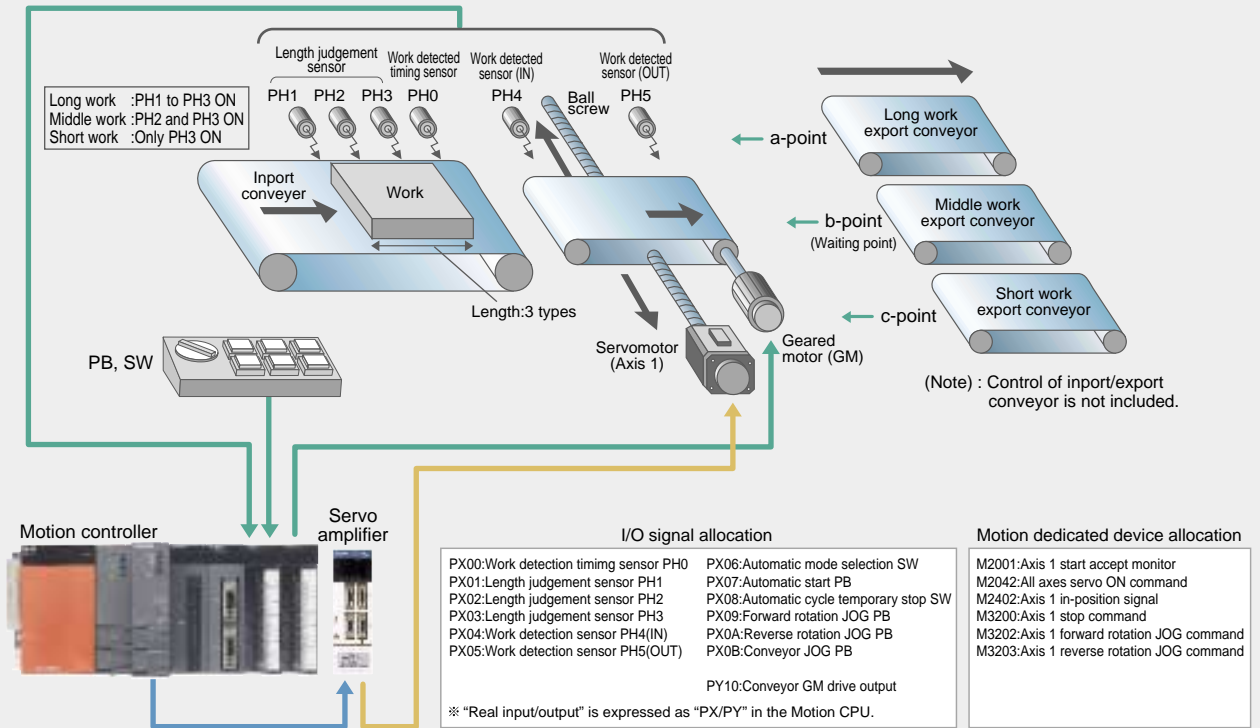 Length judgement
sensor
Work detected
timing sensor
Work detected
sensor (IN)
Work detected
sensor (OUT)
PH1
PH2
PH3
PH0
PH4
PH5
Ball
screw
Long work :PH1 to PH3 ON
Middle work :PH2 and PH3 ON
Short work :Only PH3 ON
Inport
conveyer
Work
Length:3 types
a-point
b-point
(Waiting point)
c-point
Long work
export conveyor
Middle work
export conveyor
Short work
export conveyor
(Note) : Control of inport/export
conveyor is not included.
PB, SW
Servomotor
(Axis 1)
Geared
motor (GM)
Motion controller
Servo
amplifier
I/O signal allocation
PX00:Work detection timimg sensor PH0
PX01:Length judgement sensor PH1
PX02:Length judgement sensor PH2
PX03:Length judgement sensor PH3
PX04:Work detection sensor PH4(IN)
PX05:Work detection sensor PH5(OUT)
PX06:Automatic mode selection SW
PX07:Automatic start PB
PX08:Automatic cycle temporary stop SW
PX09:Forward rotation JOG PB
PX0A:Reverse rotation JOG PB
PX0B:Conveyor JOG PB
PY10:Conveyor GM drive output
※ “Real input/output” is expressed as “PX/PY” in the Motion CPU.
Motion dedicated device allocation
M2001:Axis 1 start accept monitor
M2042:All axes servo ON command
M2402:Axis 1 in-position signal
M3200:Axis 1 stop command
M3202:Axis 1 forward rotation JOG command
M3203:Axis 1 reverse rotation JOG command